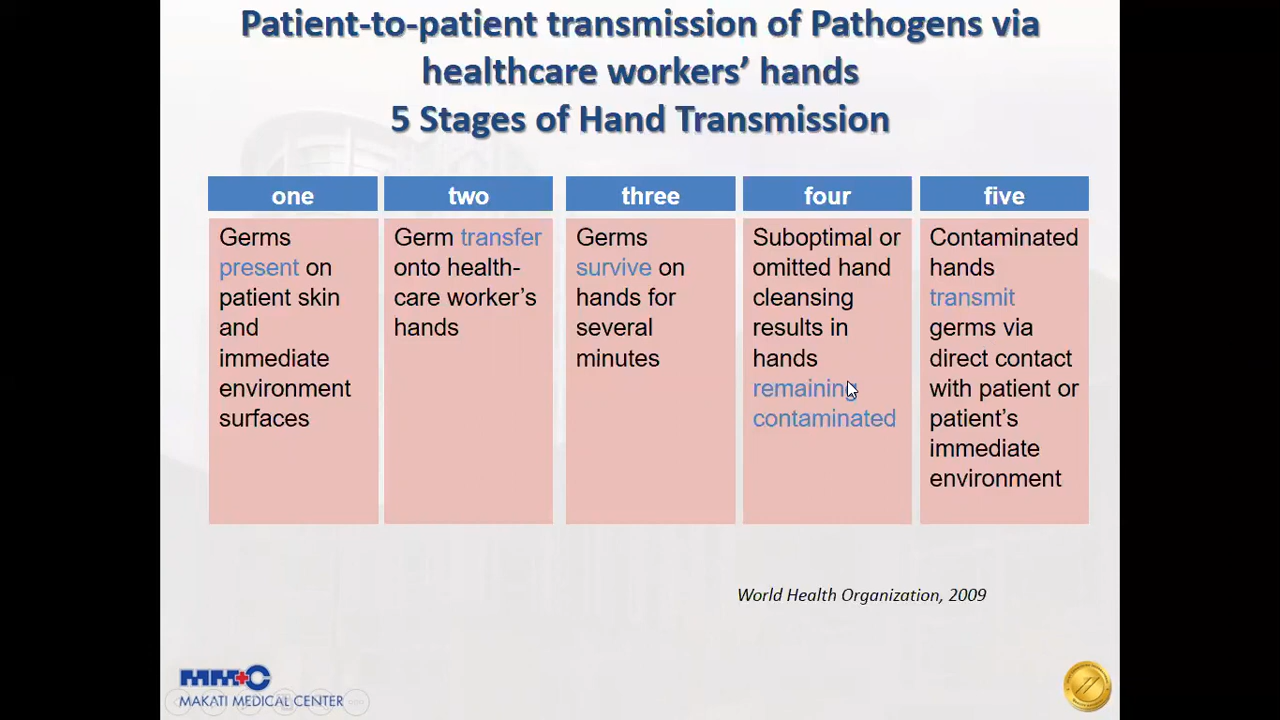 Patient-to-patient transmission of Pathogens via
healthcare workers’ hands
5 Stages of Hand Transmission
one
Germs
present on
patient skin
and
immediate
environment
surfaces
two
Germ transfer
onto health-
care worker’s
hands
three
Germs
survive on
hands for
several
minutes
four
Suboptimal or
omitted hand
cleansing
results in
hands
remaining
contaminated
five
Contaminated
hands
transmit
germs via
direct contact
with patient or
patient’s
immediate
environment
World Health Organization, 2009
MMC
MAKATI MEDICAL CENTER